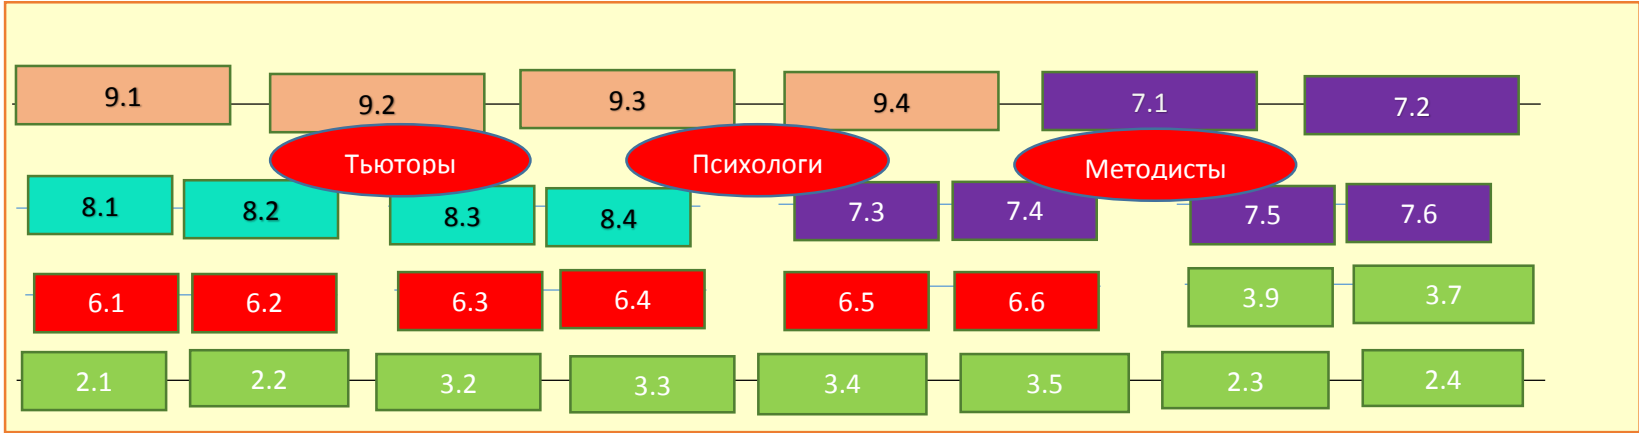 9.1 9.2 9.3 9.4 7.1 7.2
Тьюторы Психологи Методисты
8.1 8.2 8.3 8.4 7.3 7.4 7.5 7.6
6.1 6.2 6.3 6.4 6.5 6.6 3.9 3.7
2.1 2.2 3.2 3.3 3.4 3.5 2.3 2.4